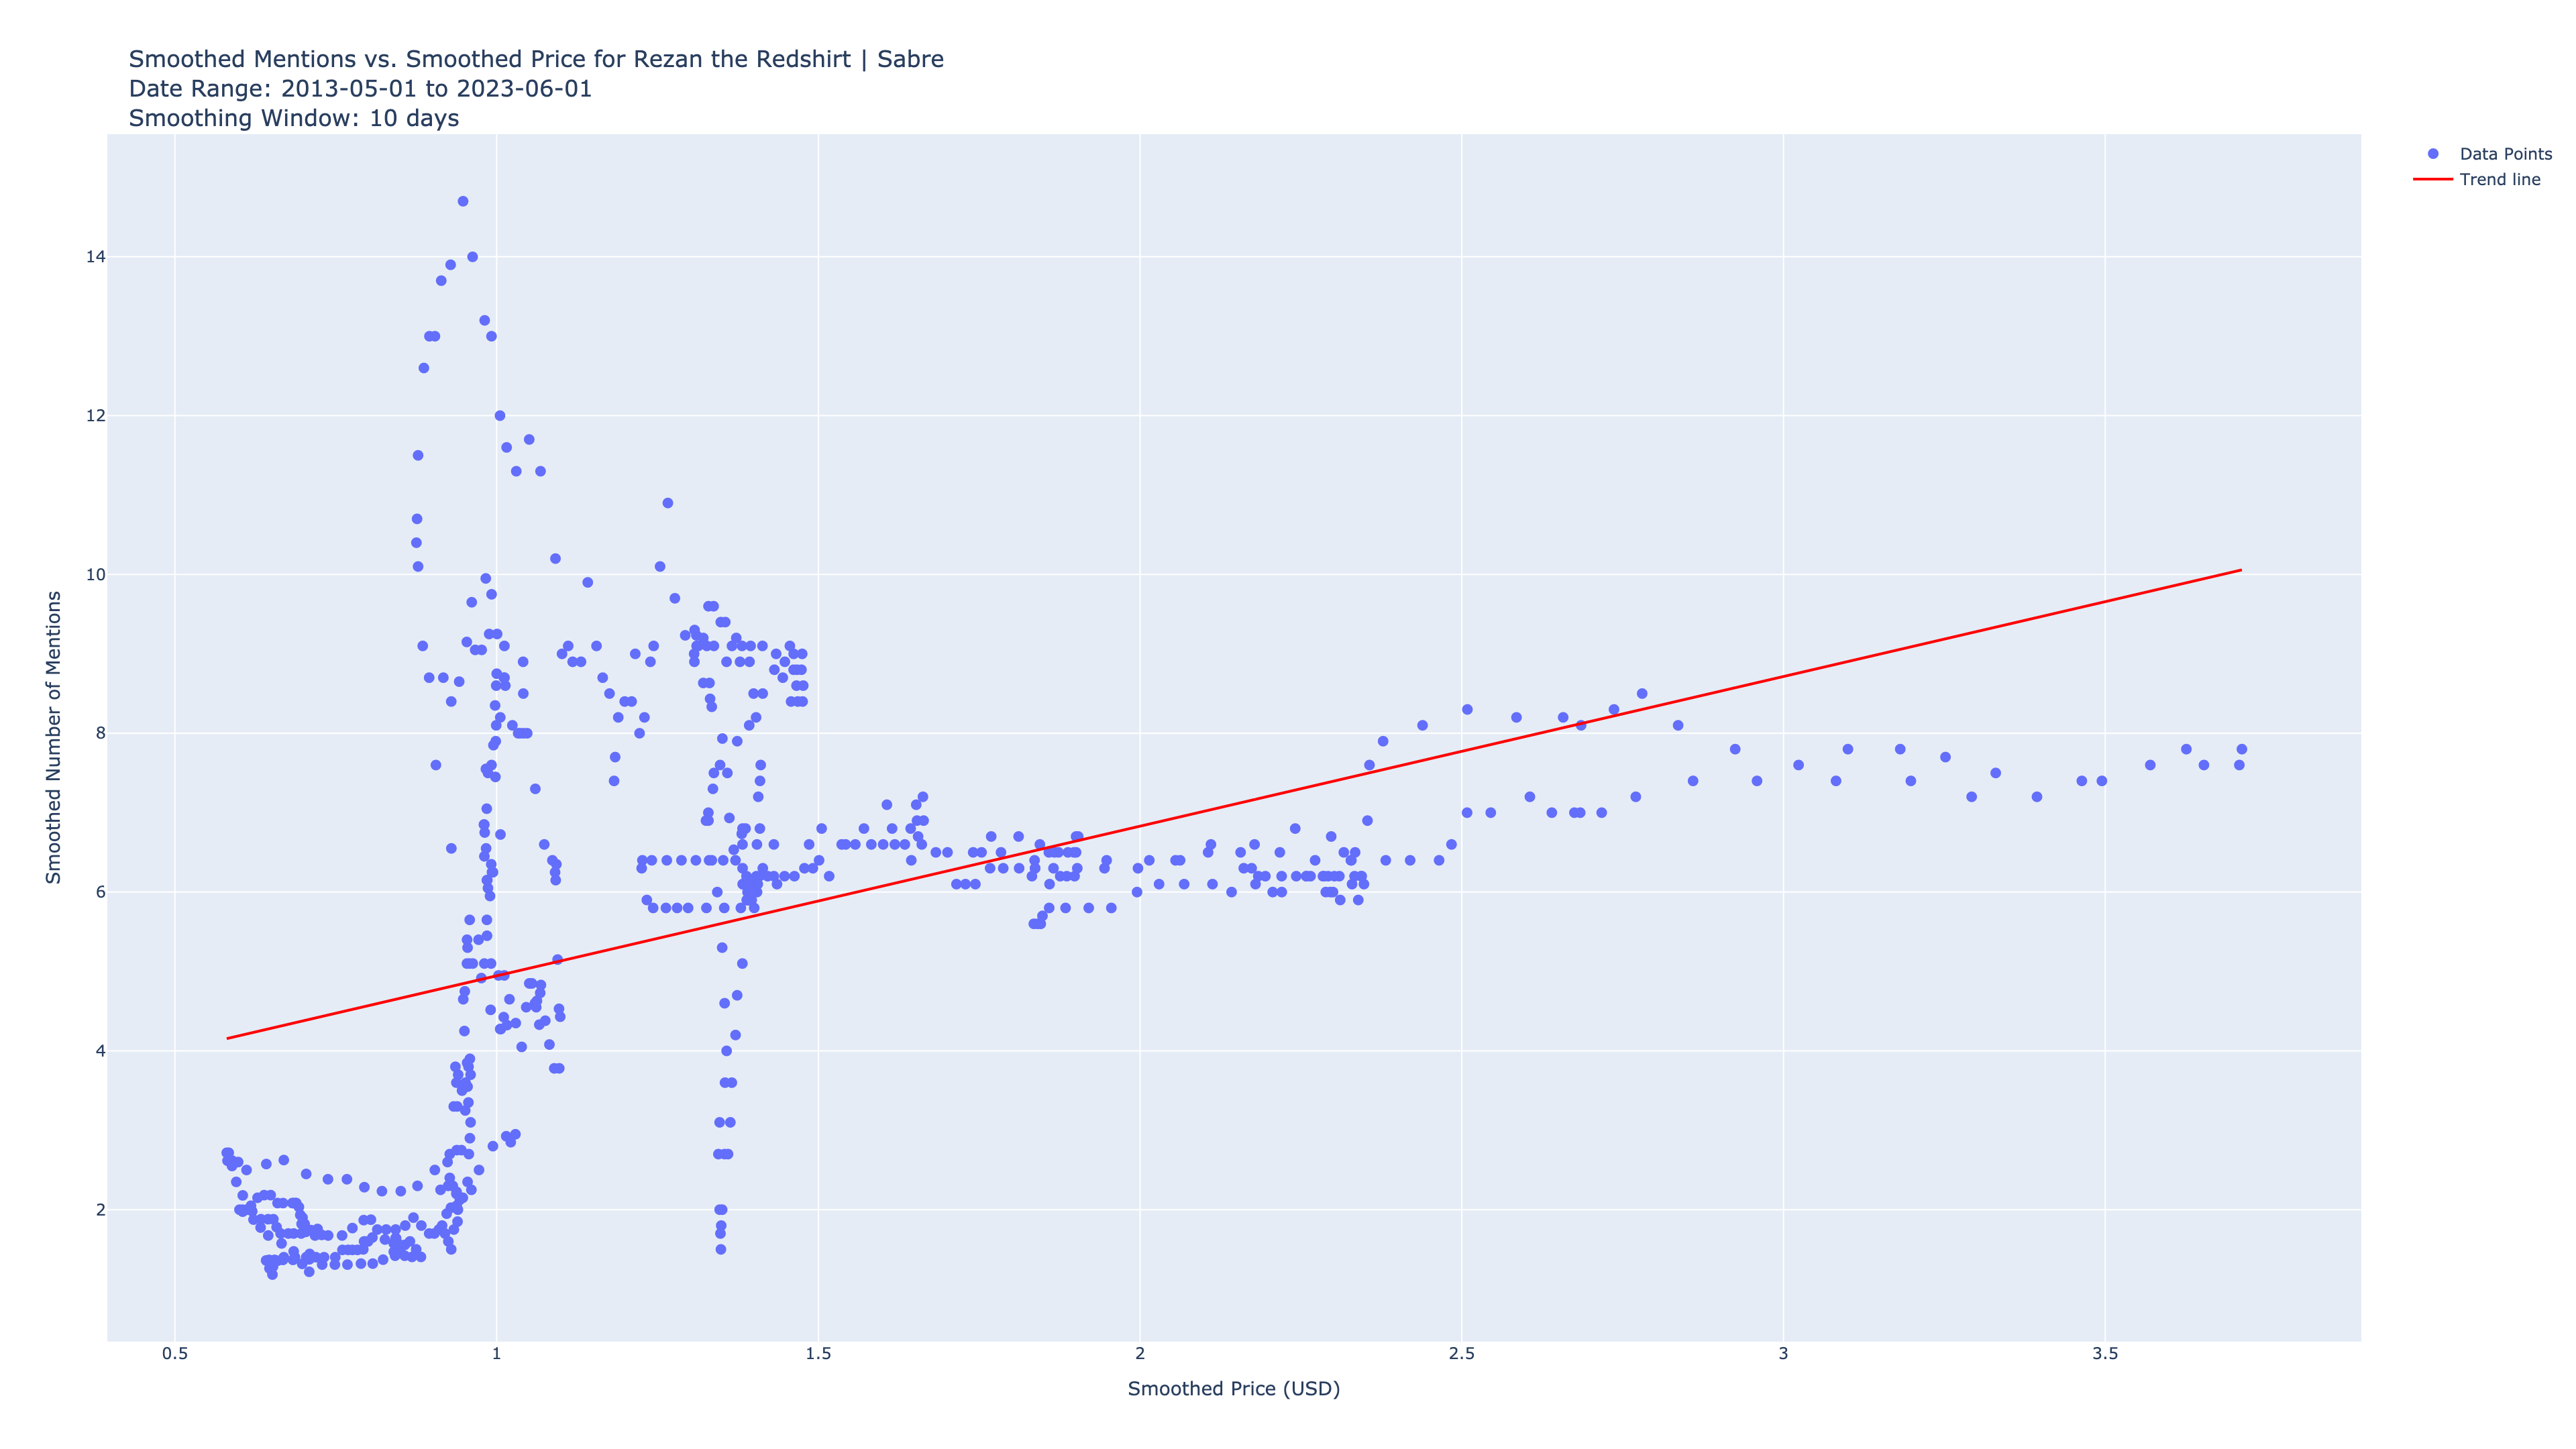 Smoothed Mentions vs. Smoothed Price for Rezan the Redshirt | Sabre
Date Range: 2013-05-01 to 2023-06-01
Smoothing Window: 10 days
Data Points
Trend line
14
12
10
8
6
4
2
Smoothed Number of Mentions
0.5
1
1.5
2
2.5
3
3.5
Smoothed Price (USD)